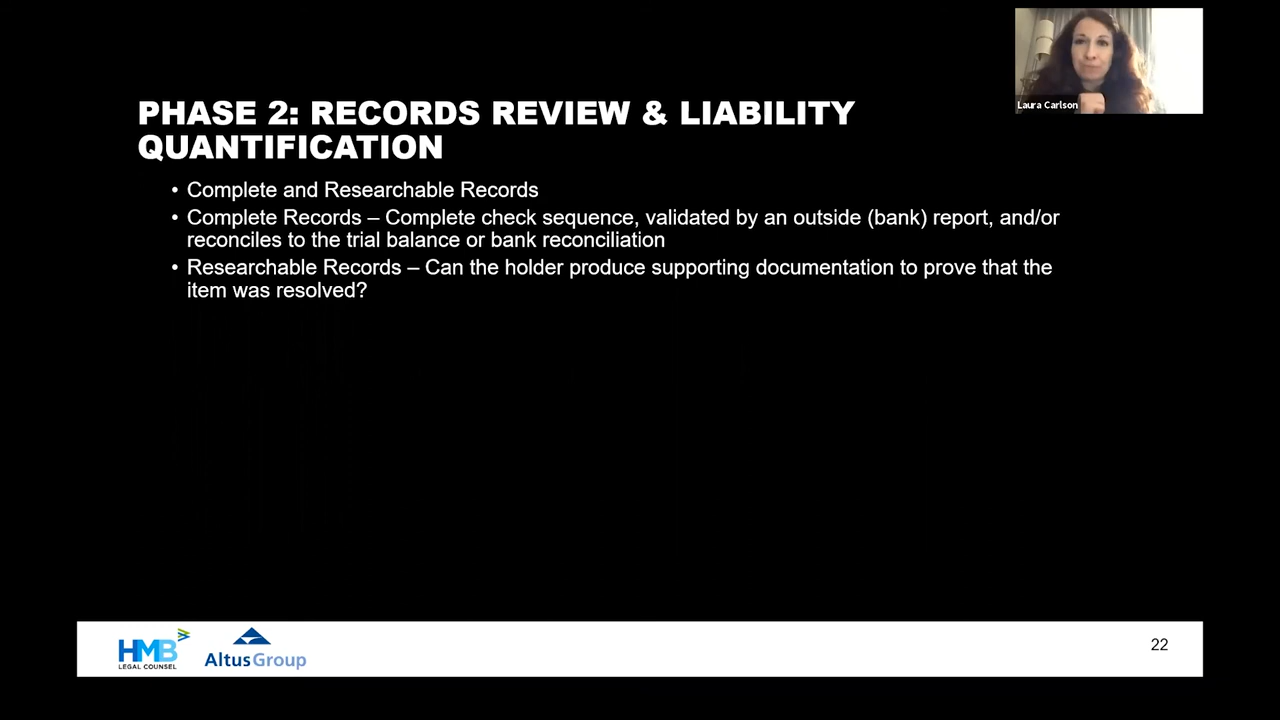 Laura Carlson
PHASE 2: RECORDS REVIEW & LIABILITY
QUANTIFICATION
• Complete and Researchable Records
• Complete Records – Complete check sequence, validated by an outside (bank) report, and/or
reconciles to the trial balance or bank reconciliation
• Researchable Records – Can the holder produce supporting documentation to prove that the
item was resolved?
HMB
LEGAL COUNSEL
AltusGroup
22